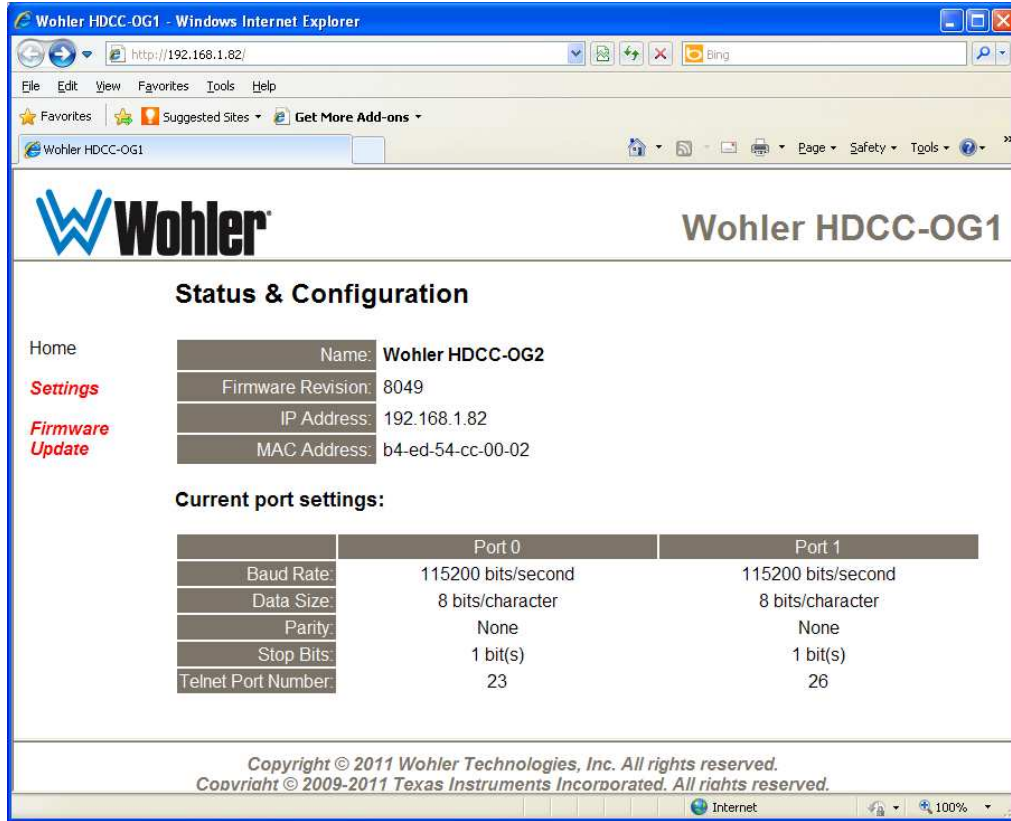 Wohler HDCC-OG1 - Windows Internet Explorer
http://192.168.1.82/
Bing
File Edit View Favorites Tools Help
Favorites Suggested Sites Get More Add-ons
Wohler HDCC-OG1
Page Safety Tools
Wohler
Wohler HDCC-OG1
Status & Configuration
Home
Settings
Firmware
Update
Name: Wohler HDCC-OG2
Firmware Revision: 8049
IP Address: 192.168.1.82
MAC Address: b4-ed-54-cc-00-02
Current port settings:
Port 0 Port 1
Baud Rate: 115200 bits/second 115200 bits/second
Data Size: 8 bits/character 8 bits/character
Parity: None None
Stop Bits: 1 bit(s) 1 bit(s)
Telnet Port Number: 23 26
Copyright © 2011 Wohler Technologies, Inc. All rights reserved.
Copyright © 2009-2011 Texas Instruments Incorporated. All rights reserved.
Internet 100%